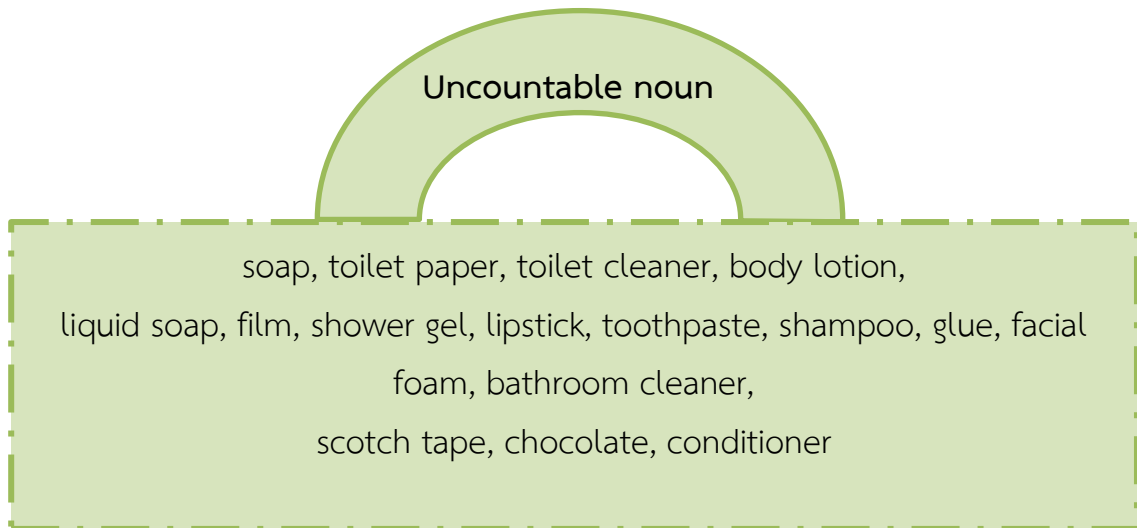 Uncountable noun
soap, toilet paper, toilet cleaner, body lotion,
liquid soap, film, shower gel, lipstick, toothpaste, shampoo, glue, facial
foam, bathroom cleaner,
scotch tape, chocolate, conditioner